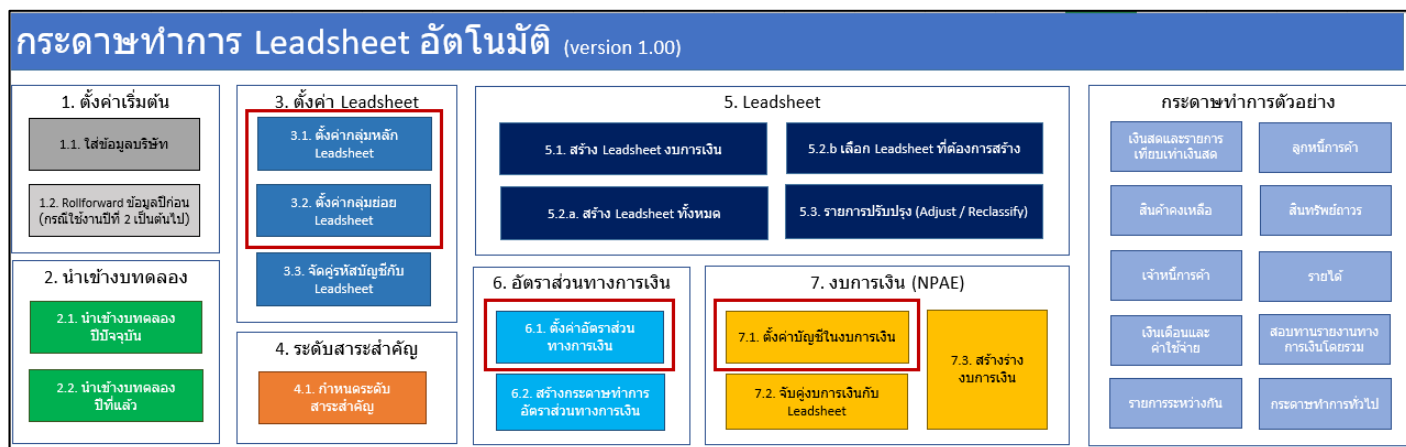 กระดาษทำการ Leadsheet อัตโนมัติ (version 1.00)
1. ตั้งค่าเริ่มต้น
1.1. ใส่ข้อมูลบริษัท
1.2. Rollforward ข้อมูลปีก่อน
(กรณีใช้งานปีที่ 2 เป็นต้นไป)
2. นำเข้างบทดลอง
2.1. นำเข้างบทดลอง
ปีปัจจุบัน
2.2. นำเข้างบทดลอง
ปีที่แล้ว
3. ตั้งค่า Leadsheet
3.1. ตั้งค่ากลุ่มหลัก
Leadsheet
3.2. ตั้งค่ากลุ่มย่อย
Leadsheet
3.3. จัดคู่รหัสบัญชีกับ
Leadsheet
4. ระดับสาระสำคัญ
4.1. กำหนดระดับ
สาระสำคัญ
5. Leadsheet
5.1. สร้าง Leadsheet งบการเงิน
5.2.b เลือก Leadsheet ที่ต้องการสร้าง
5.2.a. สร้าง Leadsheet ทั้งหมด
5.3. รายการปรับปรุง (Adjust / Reclassify)
6. อัตราส่วนทางการเงิน
6.1. ตั้งค่าอัตราส่วน
ทางการเงิน
6.2. สร้างกระดาษทำการ
อัตราส่วนทางการเงิน
7. งบการเงิน (NPAE)
7.1. ตั้งค่าบัญชีในงบการเงิน
7.2. จับคู่งบการเงินกับ
Leadsheet
7.3. สร้างร่าง
งบการเงิน
กระดาษทำการตัวอย่าง
เงินสดและรายการ
เทียบเท่าเงินสด
ลูกหนี้การค้า
สินค้าคงเหลือ
สินทรัพย์ถาวร
เจ้าหนี้การค้า
รายได้
เงินเดือนและ
ค่าใช้จ่าย
สอบทานรายงานทาง
การเงินโดยรวม
รายการระหว่างกัน
กระดาษทำการทั่วไป